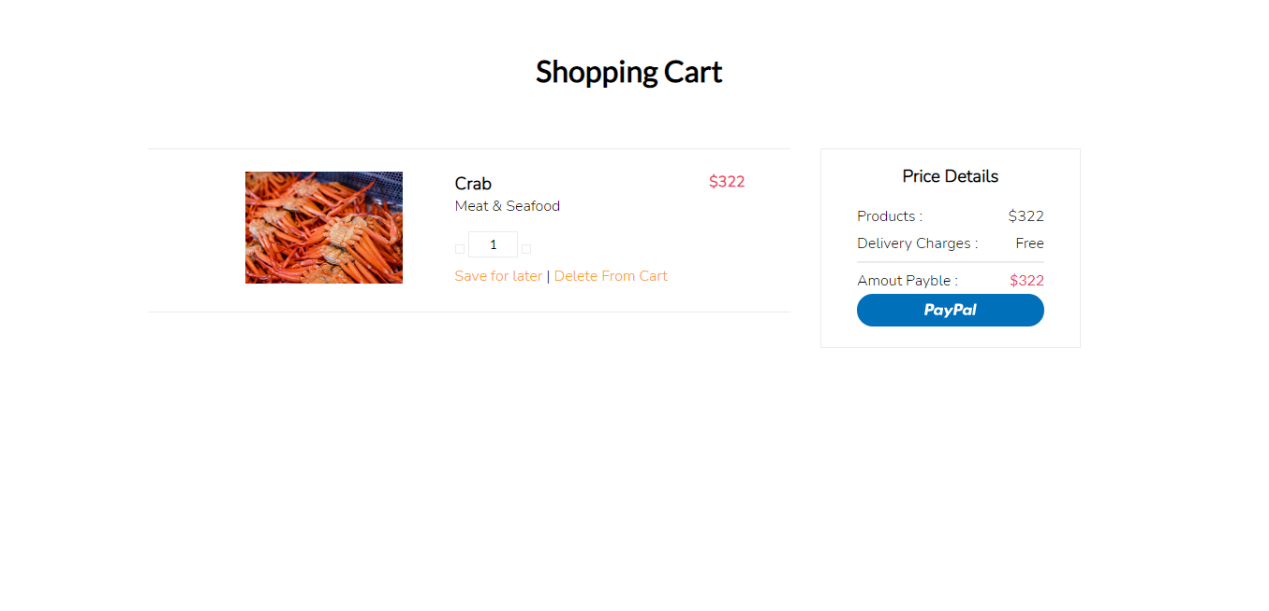 Shopping Cart
Crab
$322
Meat & Seafood
1
Save for later | Delete From Cart
Price Details
Products : $322
Delivery Charges : Free
Amout Payble : $322
PayPal